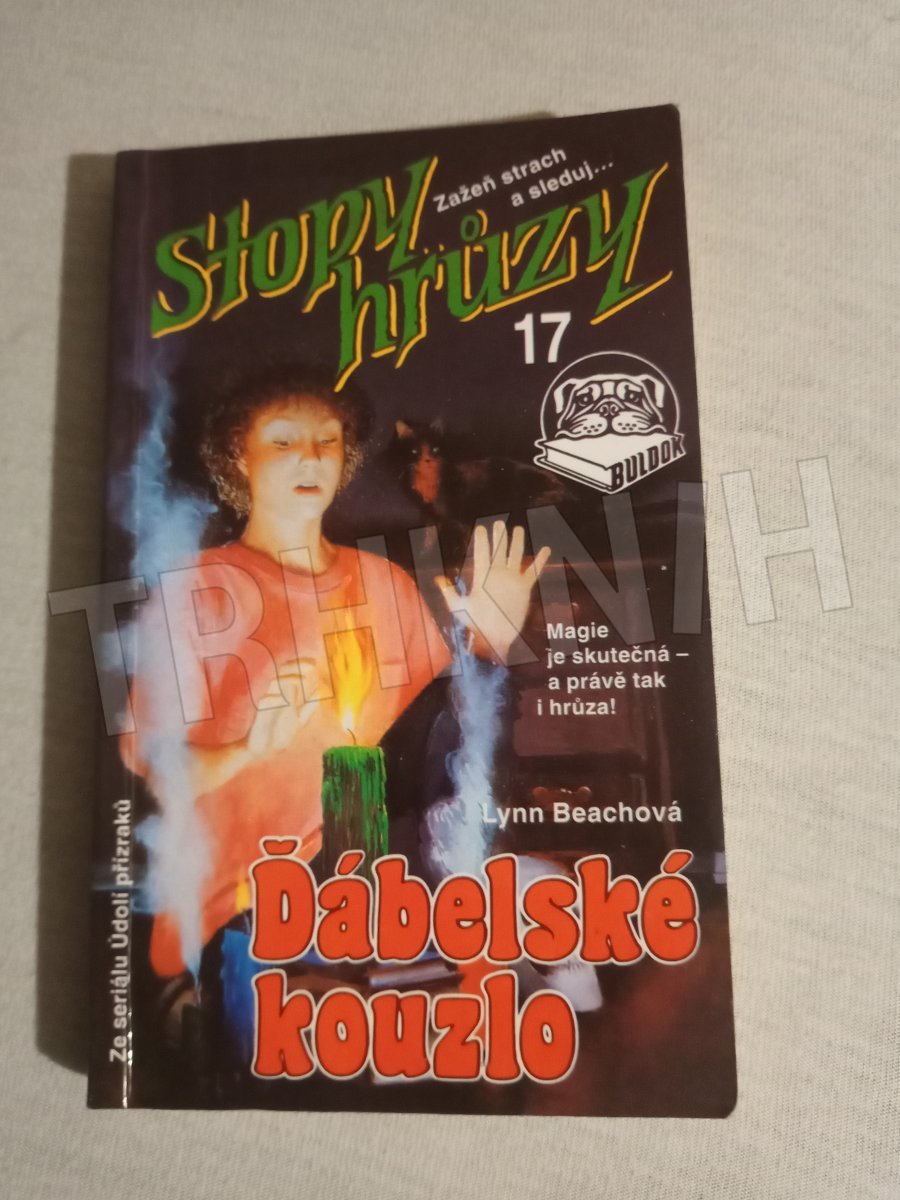 Zažeň strach
a sleduj...
Stopy
hrůzy
17
BULDOK
TRHKNIH
Magie
je skutečná –
a právě tak
i hrůza!
Lynn Beachová
Ďábelské
kouzlo
Ze seriálu Údolí přízraků